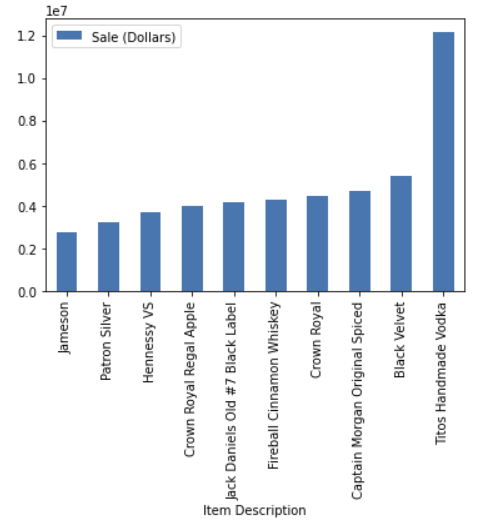 1e7
Sale (Dollars)
1.2
1.0
0.8
0.6
0.4
0.2
0.0
Jameson
Patron Silver
Hennessy VS
Crown Royal Regal Apple
Jack Daniels Old #7 Black Label
Fireball Cinnamon Whiskey
Crown Royal
Captain Morgan Original Spiced
Black Velvet
Titos Handmade Vodka
Item Description